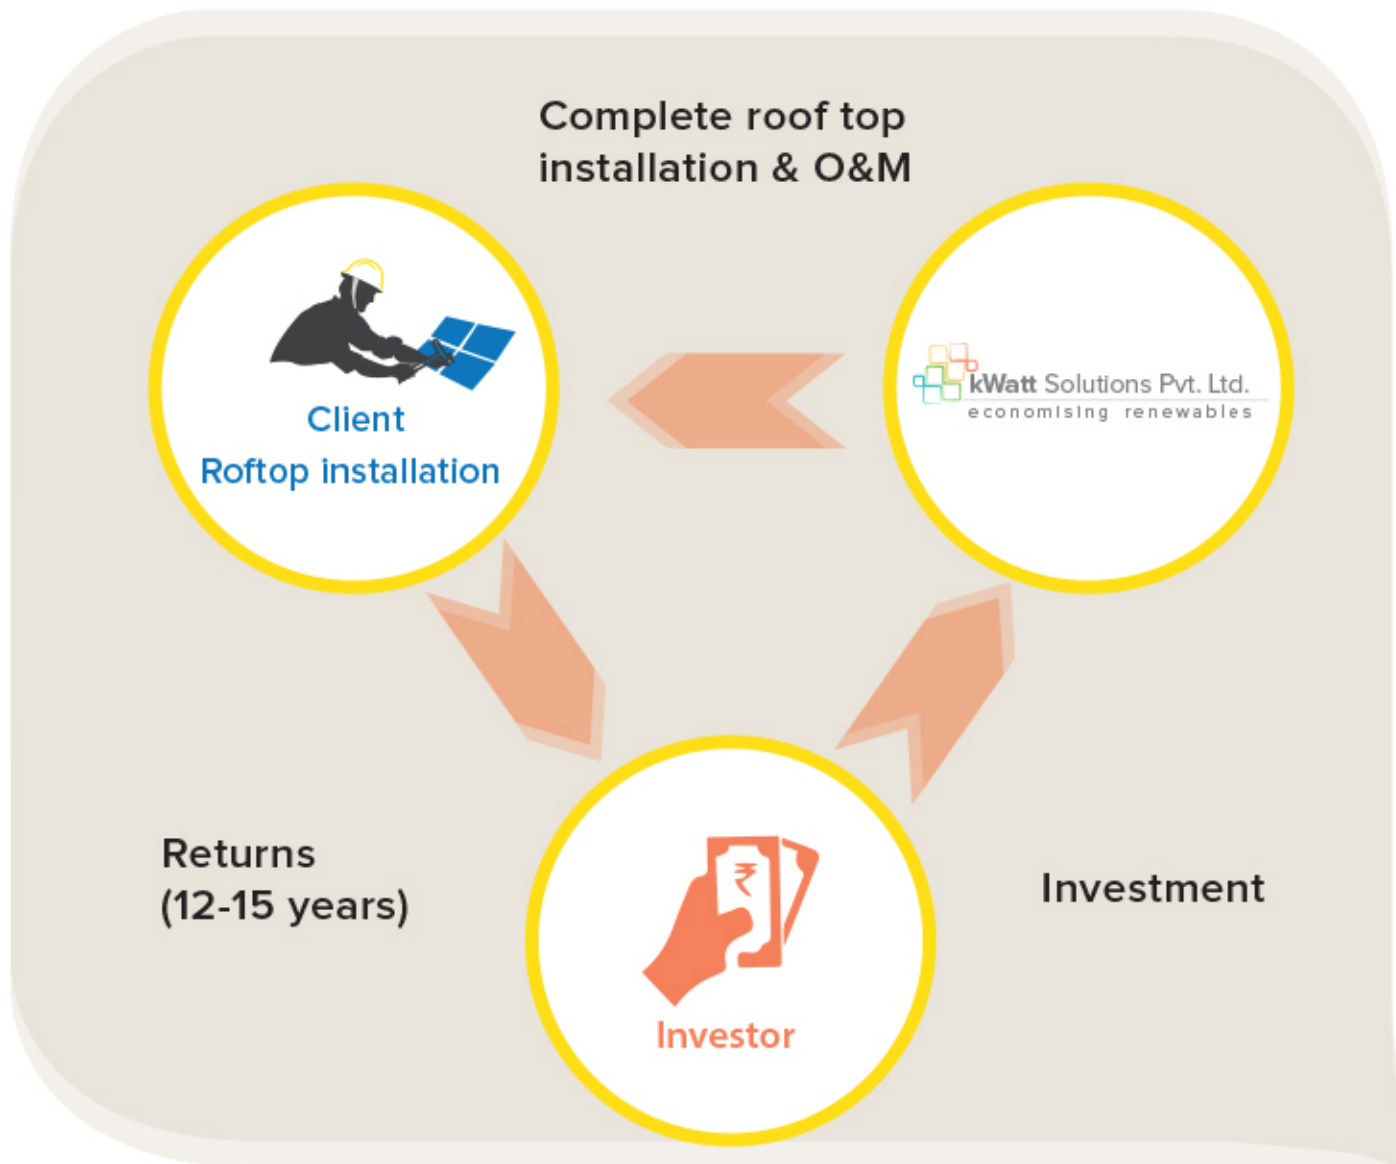 Complete roof top
installation & O&M
Client
Roftop installation
kWatt Solutions Pvt. Ltd.
economising renewables
Returns
(12-15 years)
Investment
₹
Investor